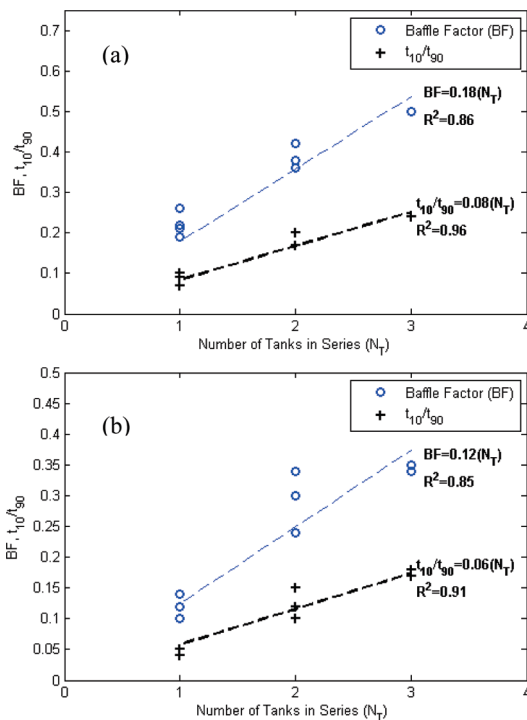 (a)
Baffle Factor (BF)
t10/t90
BF=0.18(NT)
R2=0.86
t10/t90=0.08(NT)
R2=0.96
BF, t10/t90
0.7
0.6
0.5
0.4
0.3
0.2
0.1
0
0 1 2 3 4
Number of Tanks in Series (NT)
(b)
Baffle Factor (BF)
t10/t90
BF=0.12(NT)
R2=0.85
t10/t90=0.06(NT)
R2=0.91
BF, t10/t90
0.5
0.45
0.4
0.35
0.3
0.25
0.2
0.15
0.1
0.05
0
0 1 2 3 4
Number of Tanks in Series (NT)